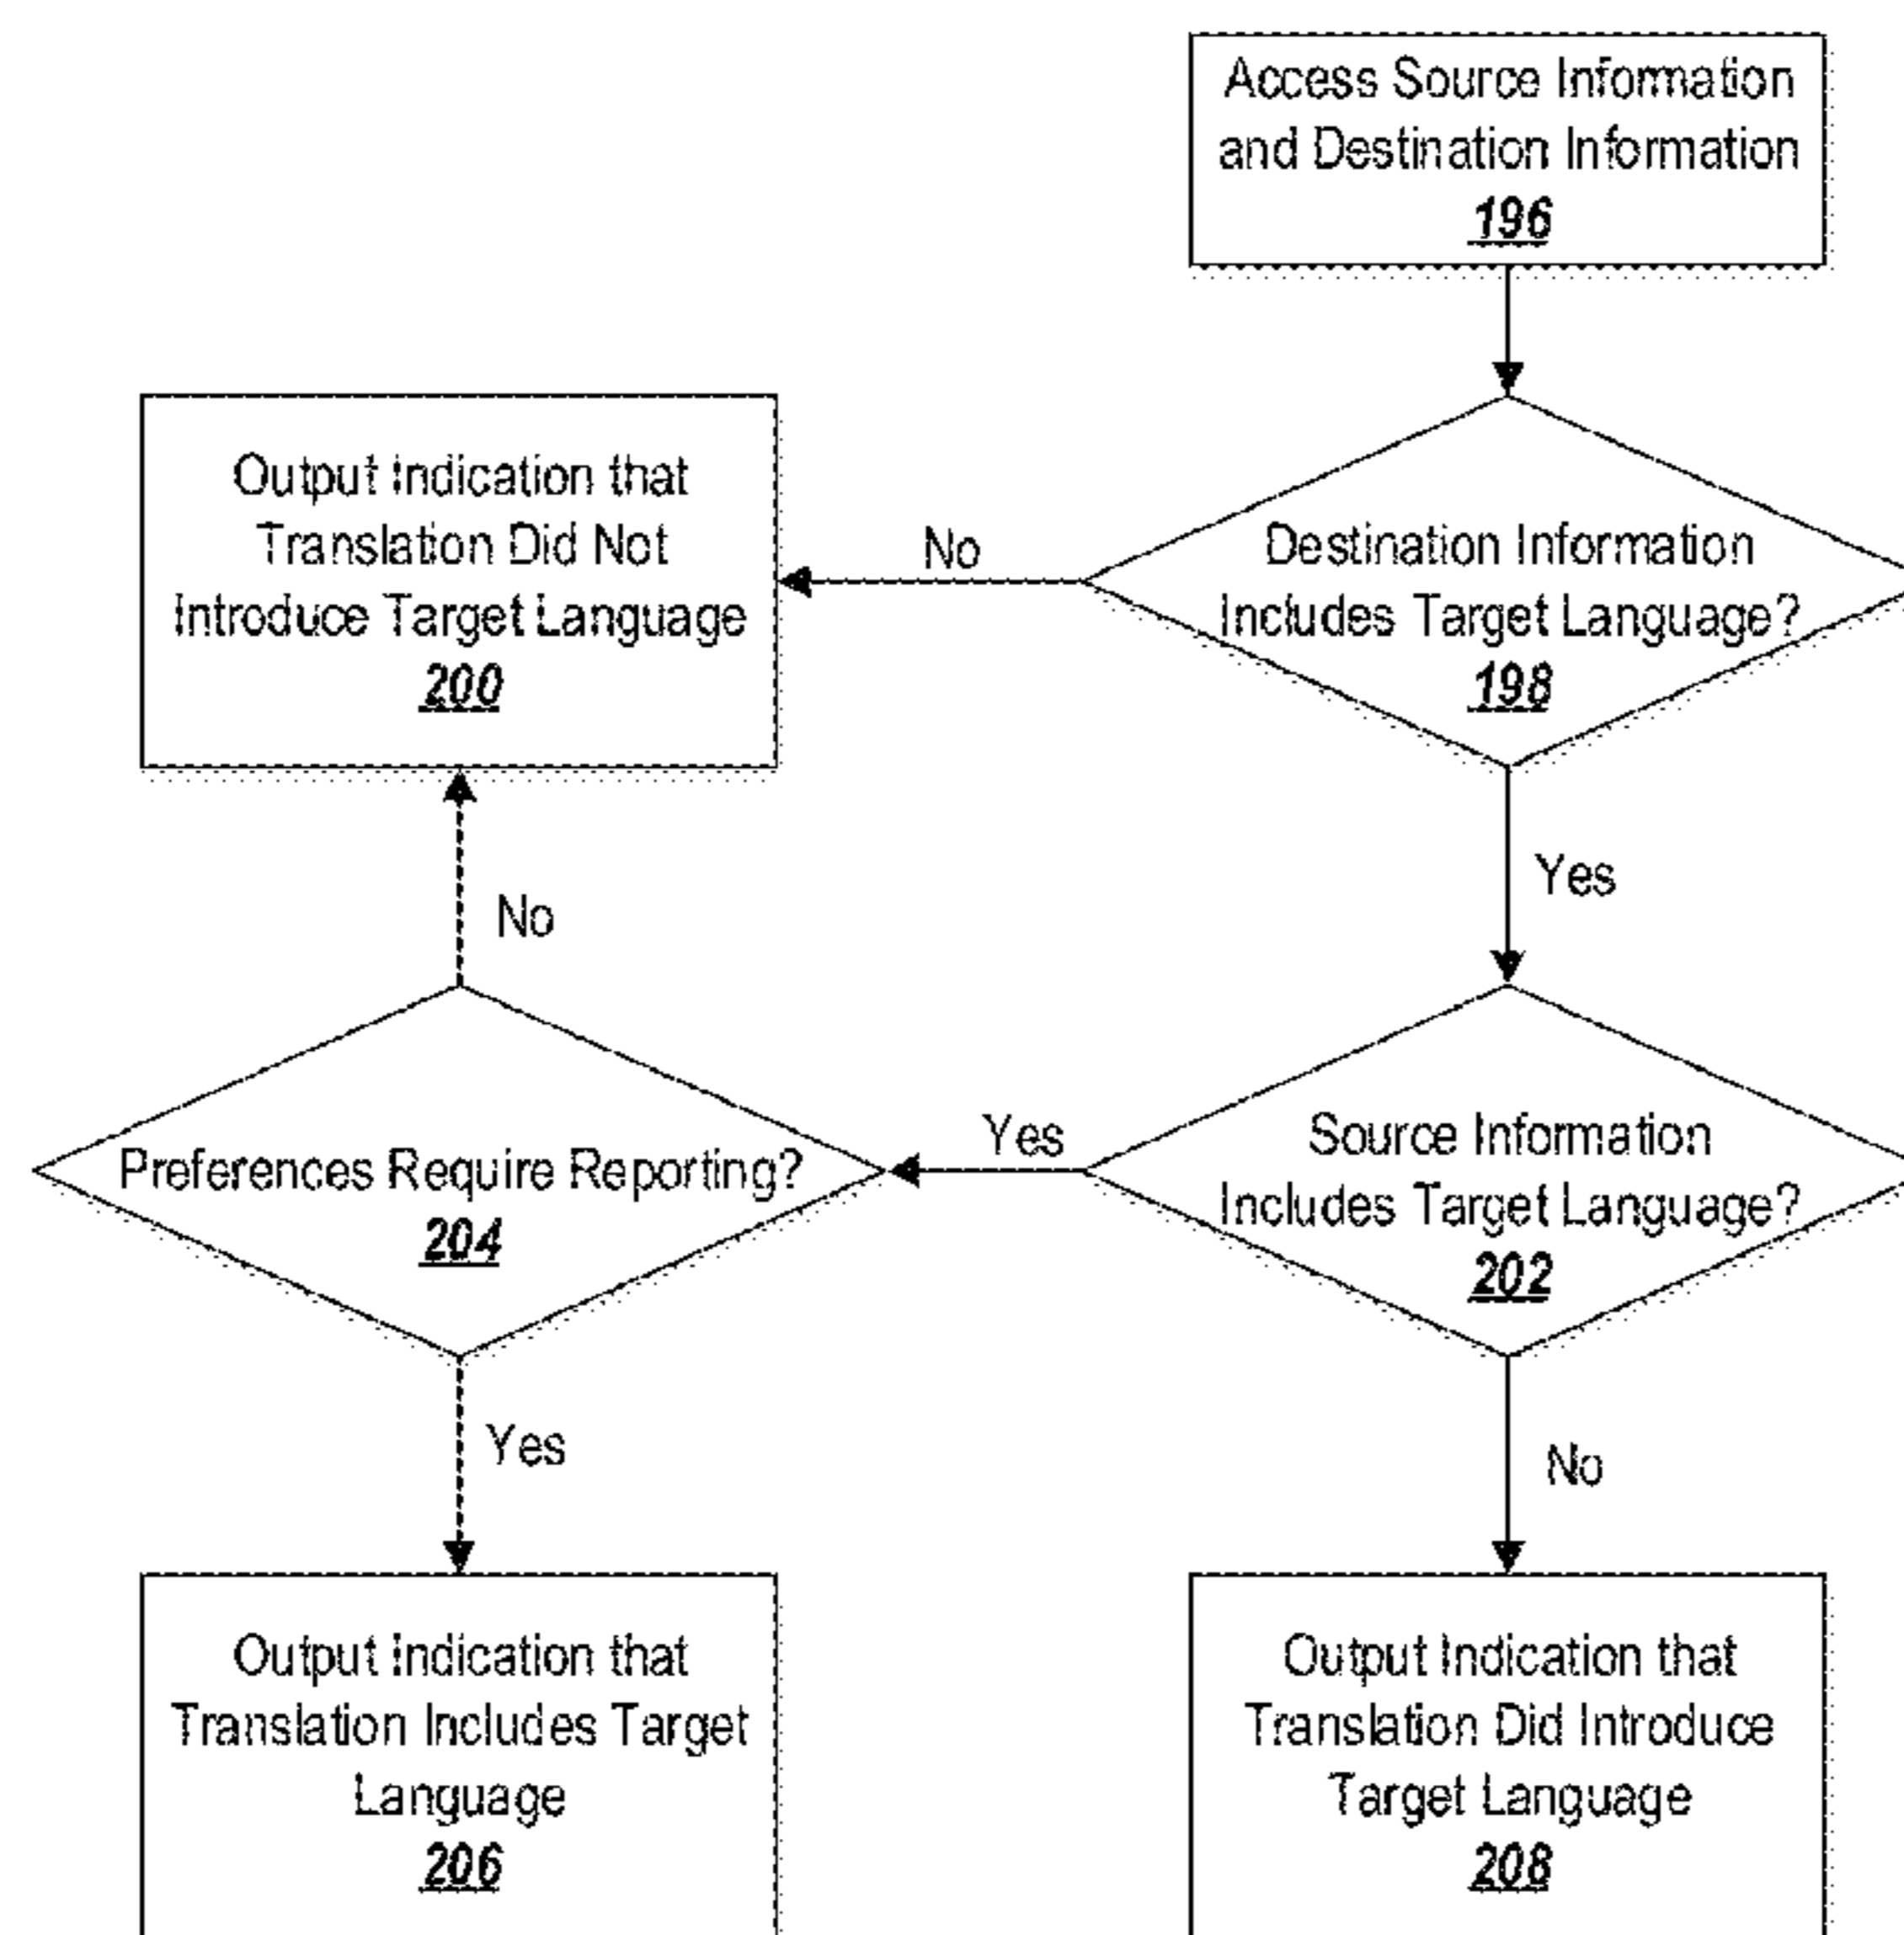 Access Source Information
and Destination Information
196
Destination Information
Includes Target Language?
198
No
Output Indication that
Translation Did Not
Introduce Target Language
200
Yes
Source Information
Includes Target Language?
202
Yes
Preferences Require Reporting?
204
No
Yes
Output Indication that
Translation Includes Target
Language
206
No
Output Indication that
Translation Did Introduce
Target Language
208